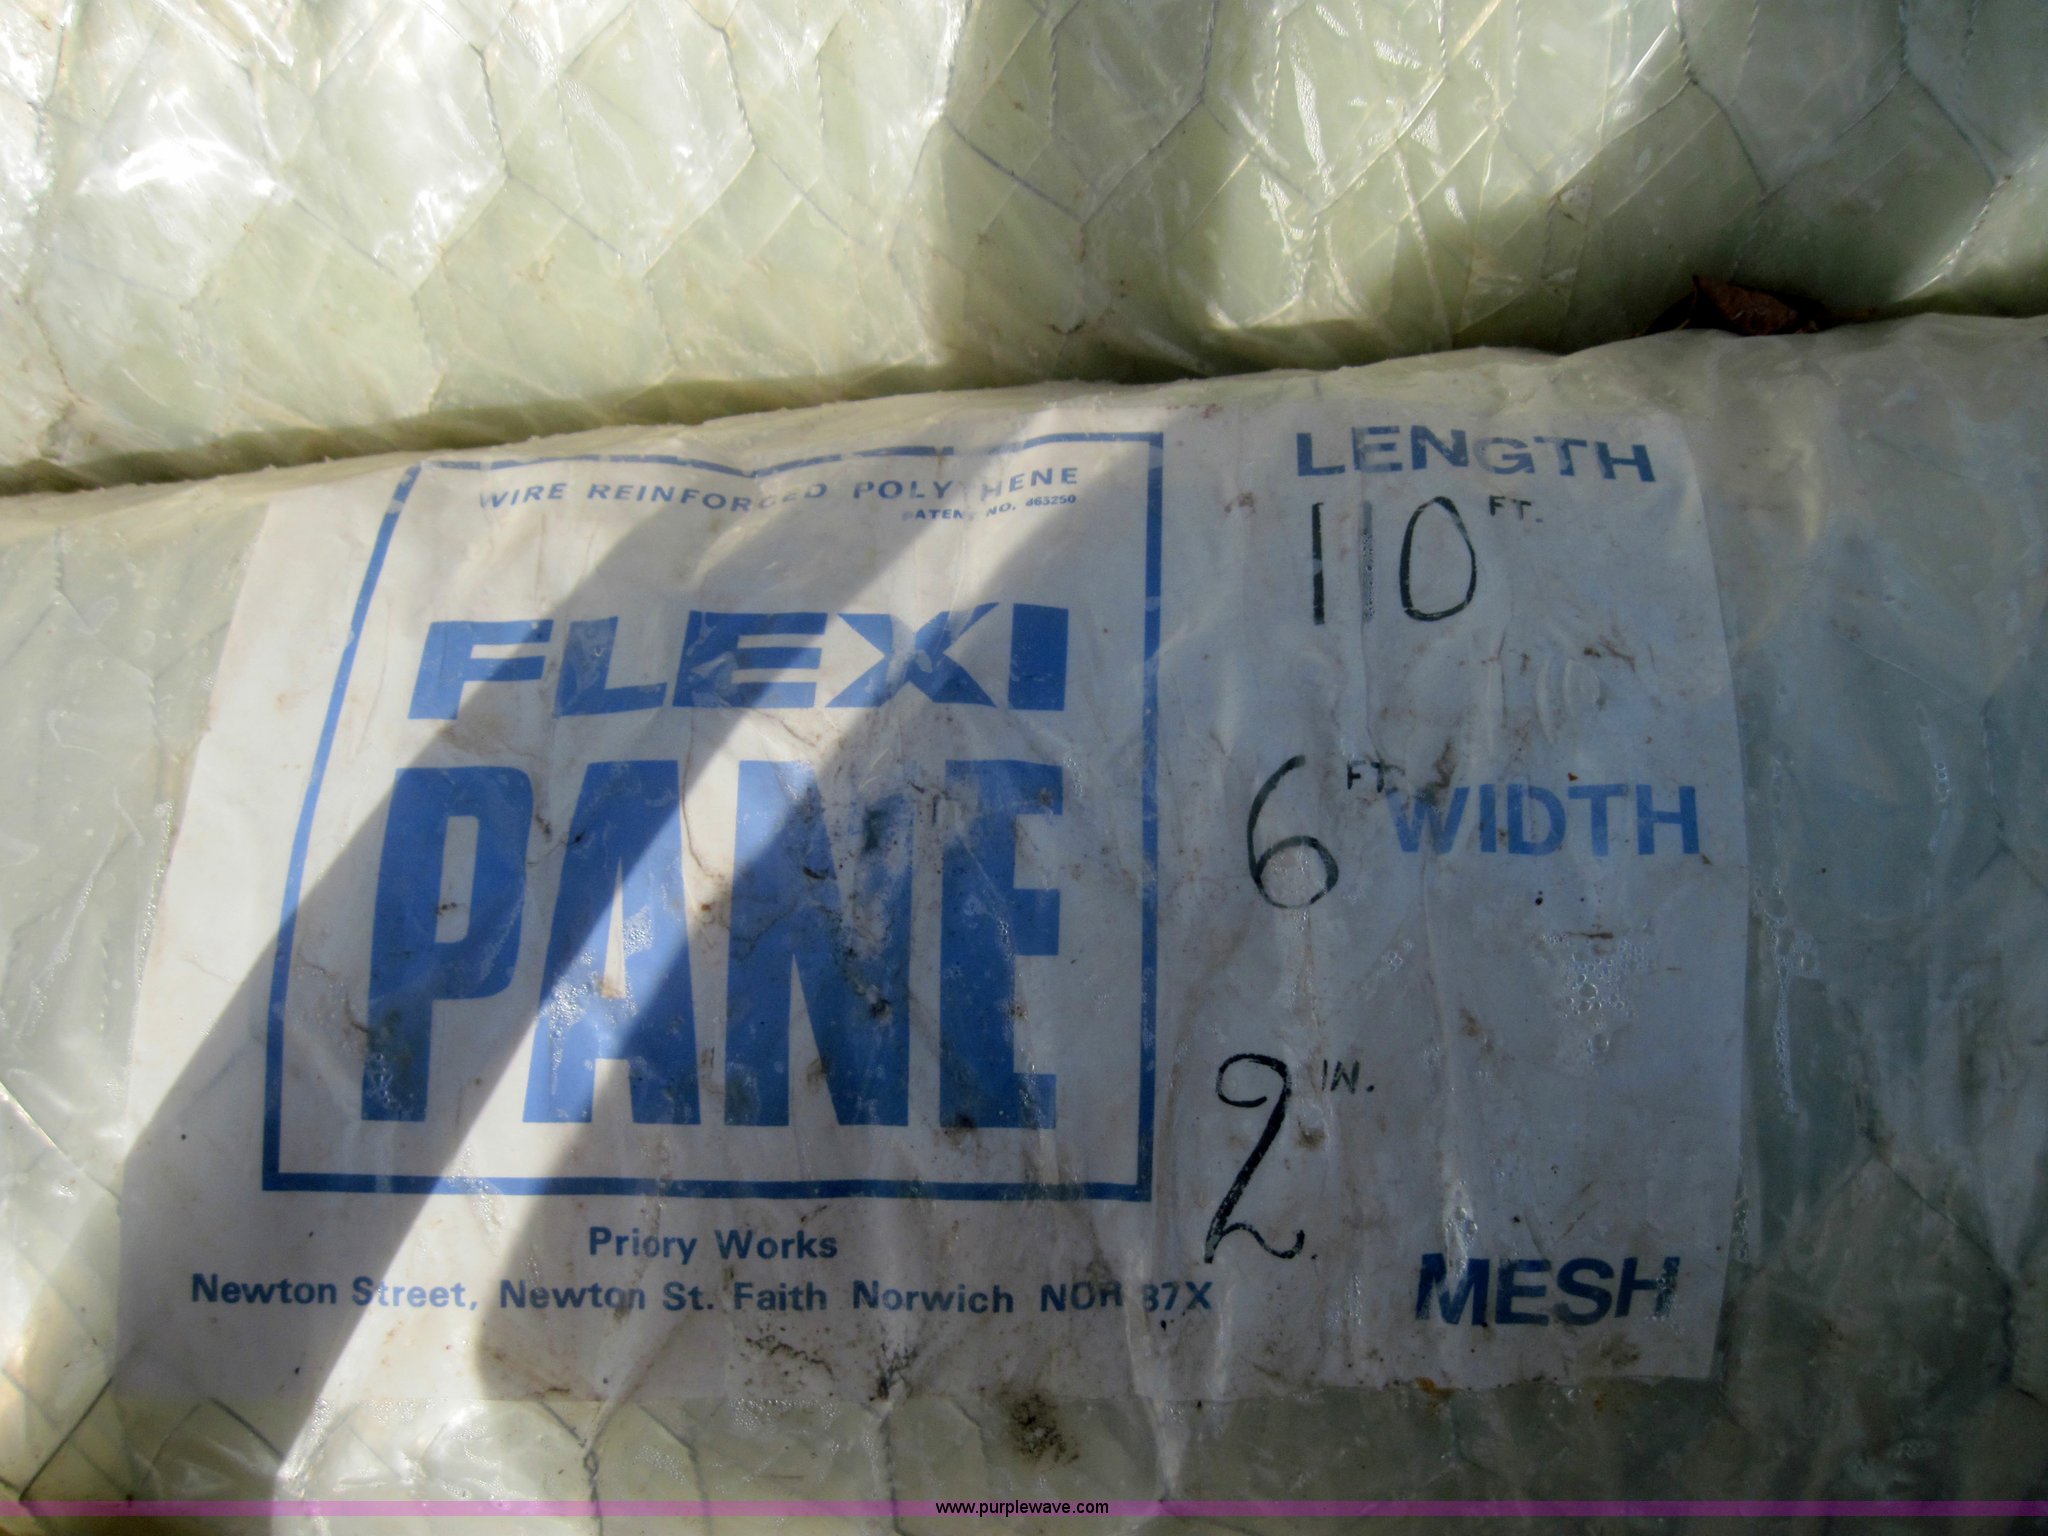 WIRE REINFORCED POLYTHENE
PATENT NO. 863250
FLEXI
PANE
Priory Works
Newton Street, Newton St. Faith Norwich NOR 87X
LENGTH
110 FT.
6 FT. WIDTH
2 IN.
MESH
www.purplewave.com